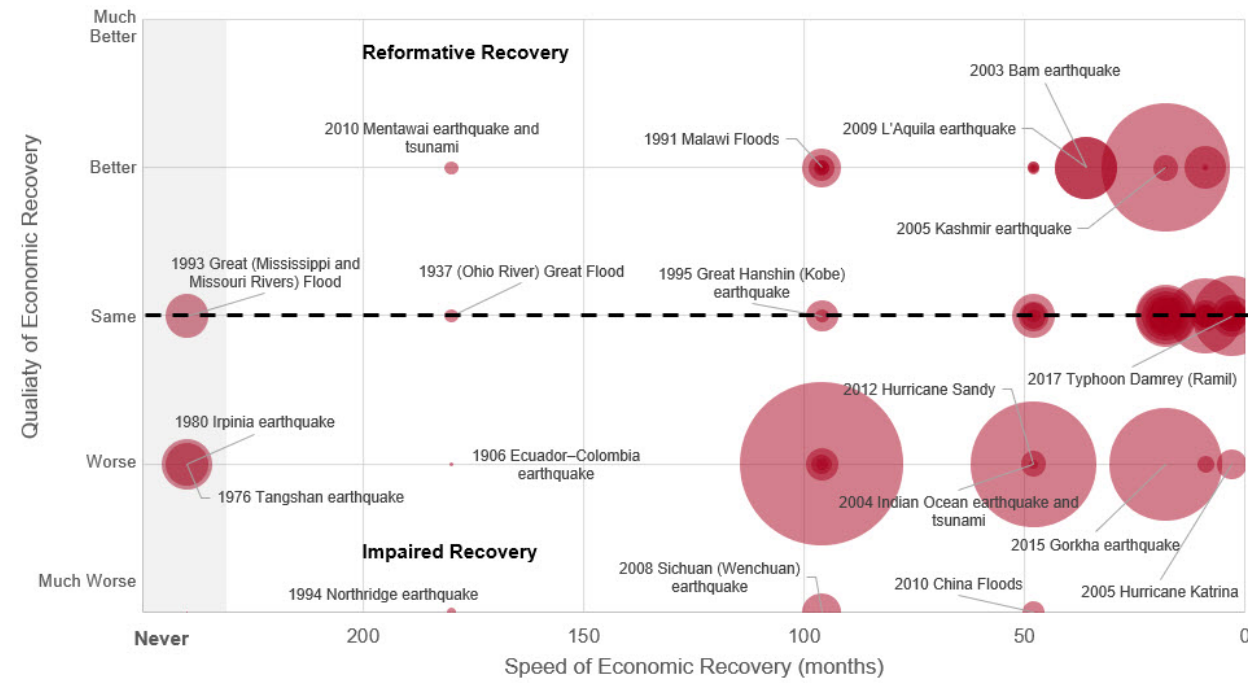 Much
Better
Reformative Recovery
2003 Bam earthquake
2010 Mentawai earthquake and
tsunami
2009 L'Aquila earthquake
1991 Malawi Floods
Better
2005 Kashmir earthquake
1993 Great (Mississippi and
Missouri Rivers) Flood
1937 (Ohio River) Great Flood
1995 Great Hanshin (Kobe)
earthquake
Same
2017 Typhoon Damrey (Ramil)
2012 Hurricane Sandy
1980 Irpinia earthquake
Worse
1906 Ecuador–Colombia
earthquake
1976 Tangshan earthquake
2004 Indian Ocean earthquake and
tsunami
2015 Gorkha earthquake
Impaired Recovery
2008 Sichuan (Wenchuan)
earthquake
Much Worse
2010 China Floods
2005 Hurricane Katrina
1994 Northridge earthquake
Never
200
150
100
50
0
Speed of Economic Recovery (months)
Qualiaty of Economic Recovery